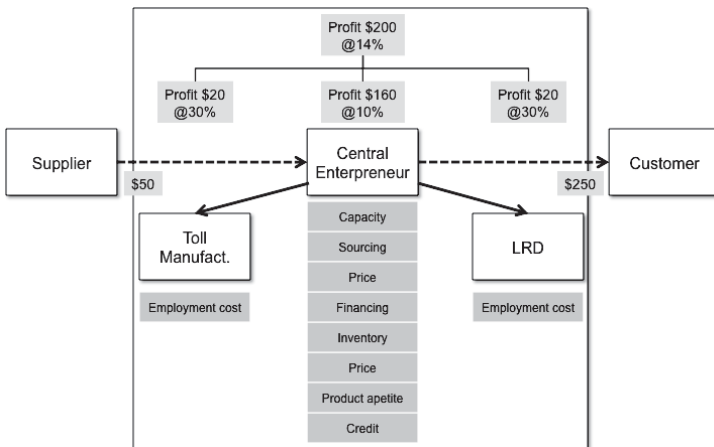 Profit $200
@14%
Profit $20
@30%
Profit $160
@10%
Profit $20
@30%
Supplier
Central
Enterpreneur
Customer
$50
$250
Toll
Manufact.
LRD
Employment cost
Employment cost
Capacity
Sourcing
Price
Financing
Inventory
Price
Product apetite
Credit